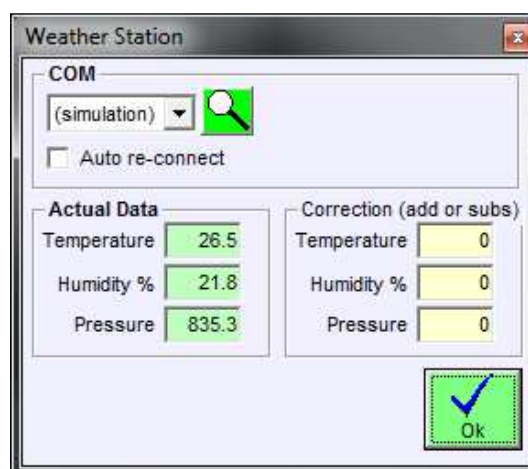 Weather Station
COM
(simulation)
Auto re-connect
Actual Data
Temperature 26.5
Humidity % 21.8
Pressure 835.3
Correction (add or subs)
Temperature 0
Humidity % 0
Pressure 0
Ok